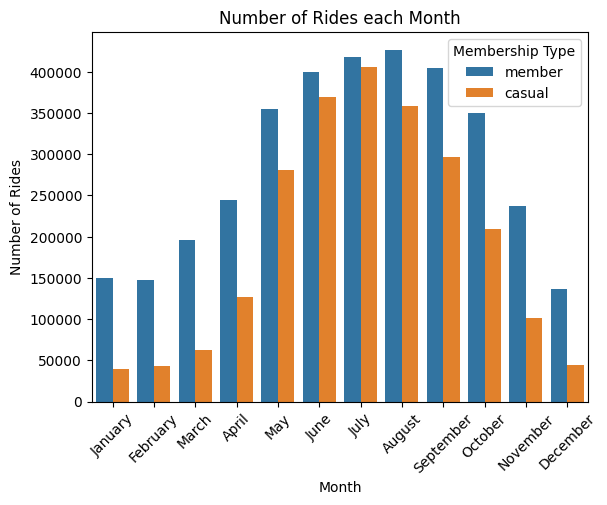 Number of Rides each Month
Membership Type
member
casual
Number of Rides
400000
350000
300000
250000
200000
150000
100000
50000
0
January
February
March
April
May
June
July
August
September
October
November
December
Month